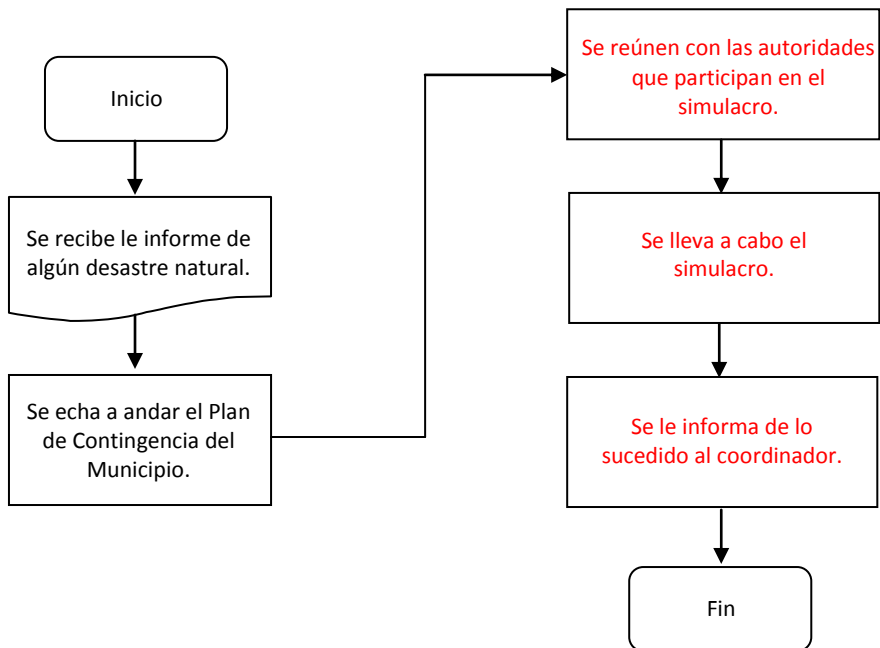 Inicio
Se recibe le informe de
algún desastre natural.
Se echa a andar el Plan
de Contingencia del
Municipio.
Se reúnen con las autoridades
que participan en el
simulacro.
Se lleva a cabo el
simulacro.
Se le informa de lo
sucedido al coordinador.
Fin